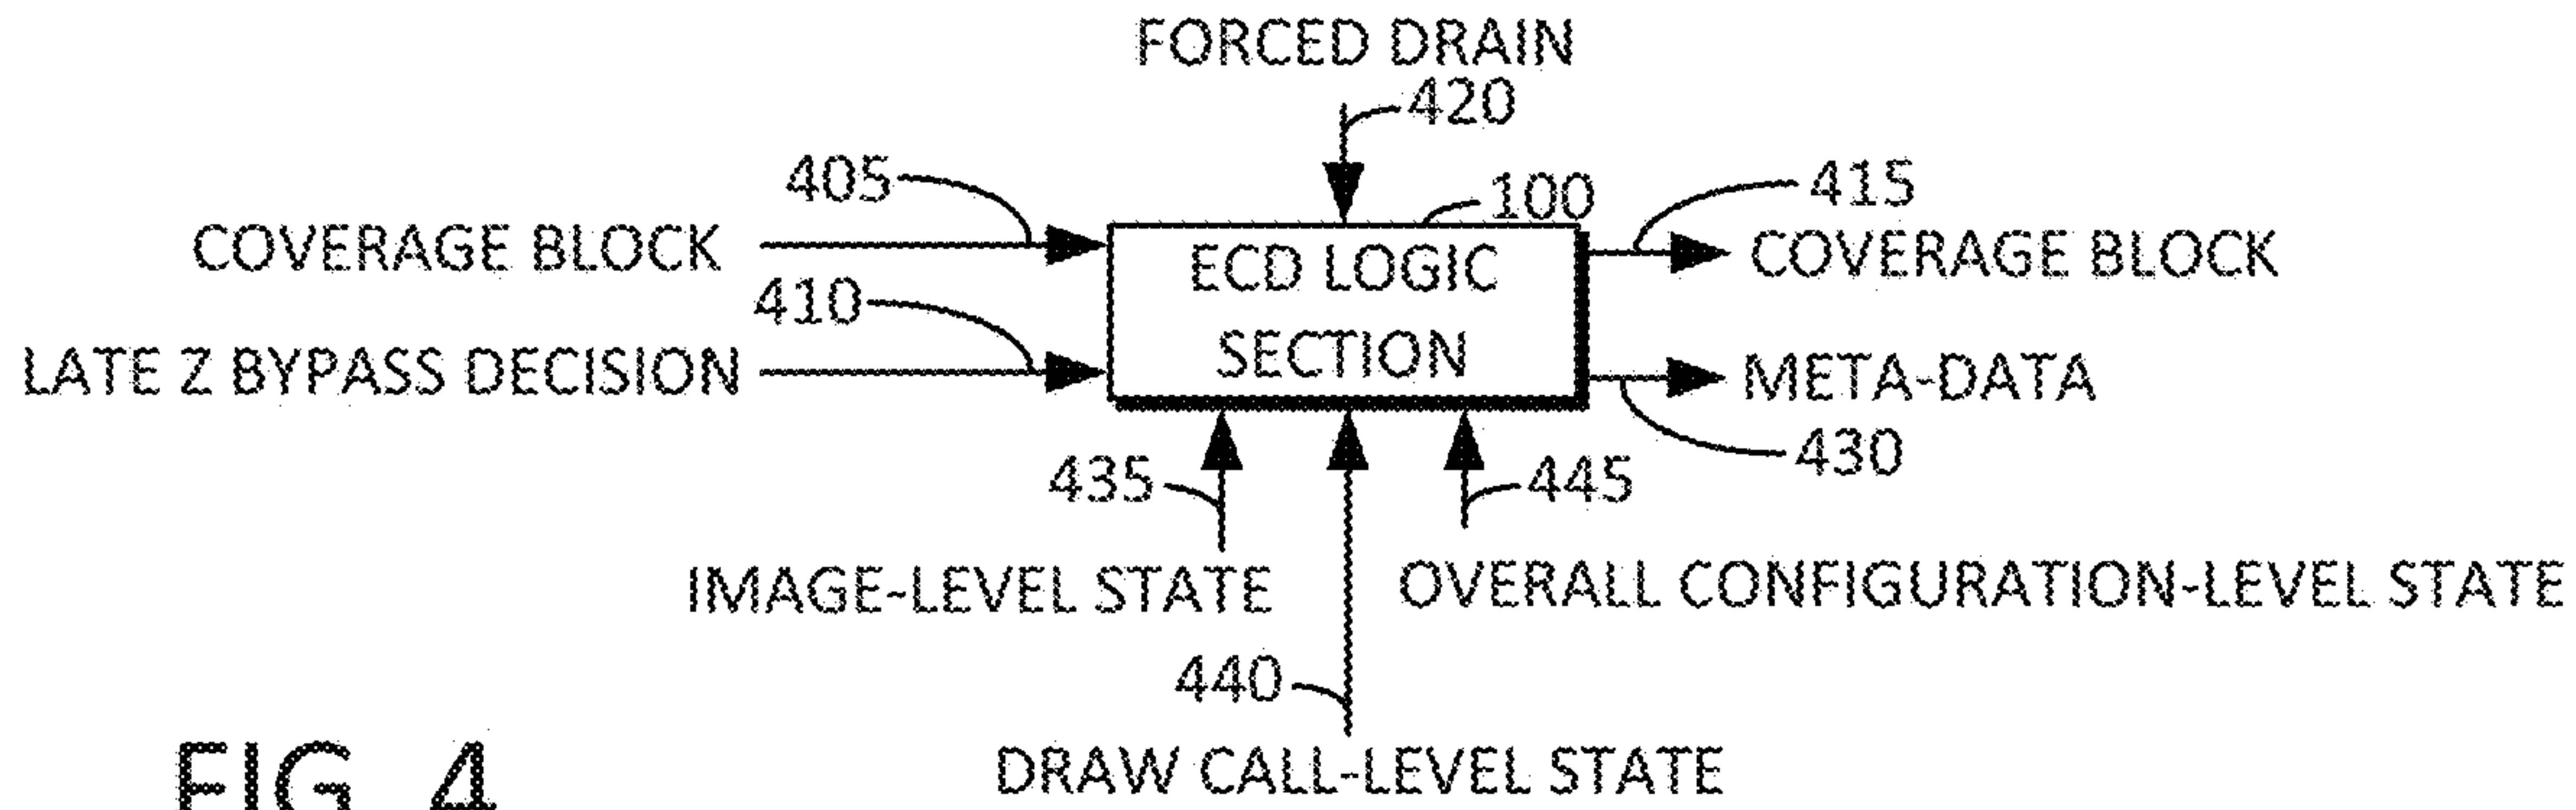 FORCED DRAIN
420
405
100
415
COVERAGE BLOCK
ECD LOGIC
SECTION
COVERAGE BLOCK
410
LATE Z BYPASS DECISION
META-DATA
430
435
445
IMAGE-LEVEL STATE
OVERALL CONFIGURATION-LEVEL STATE
440
DRAW CALL-LEVEL STATE
FIG. 4